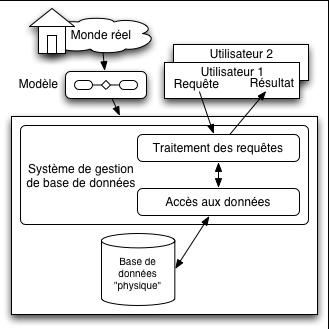 Monde réel
Utilisateur 2
Utilisateur 1
Modèle
Requête
Résultat
Traitement des requêtes
Système de gestion
de base de données
Accès aux données
Base de
données
"physique"